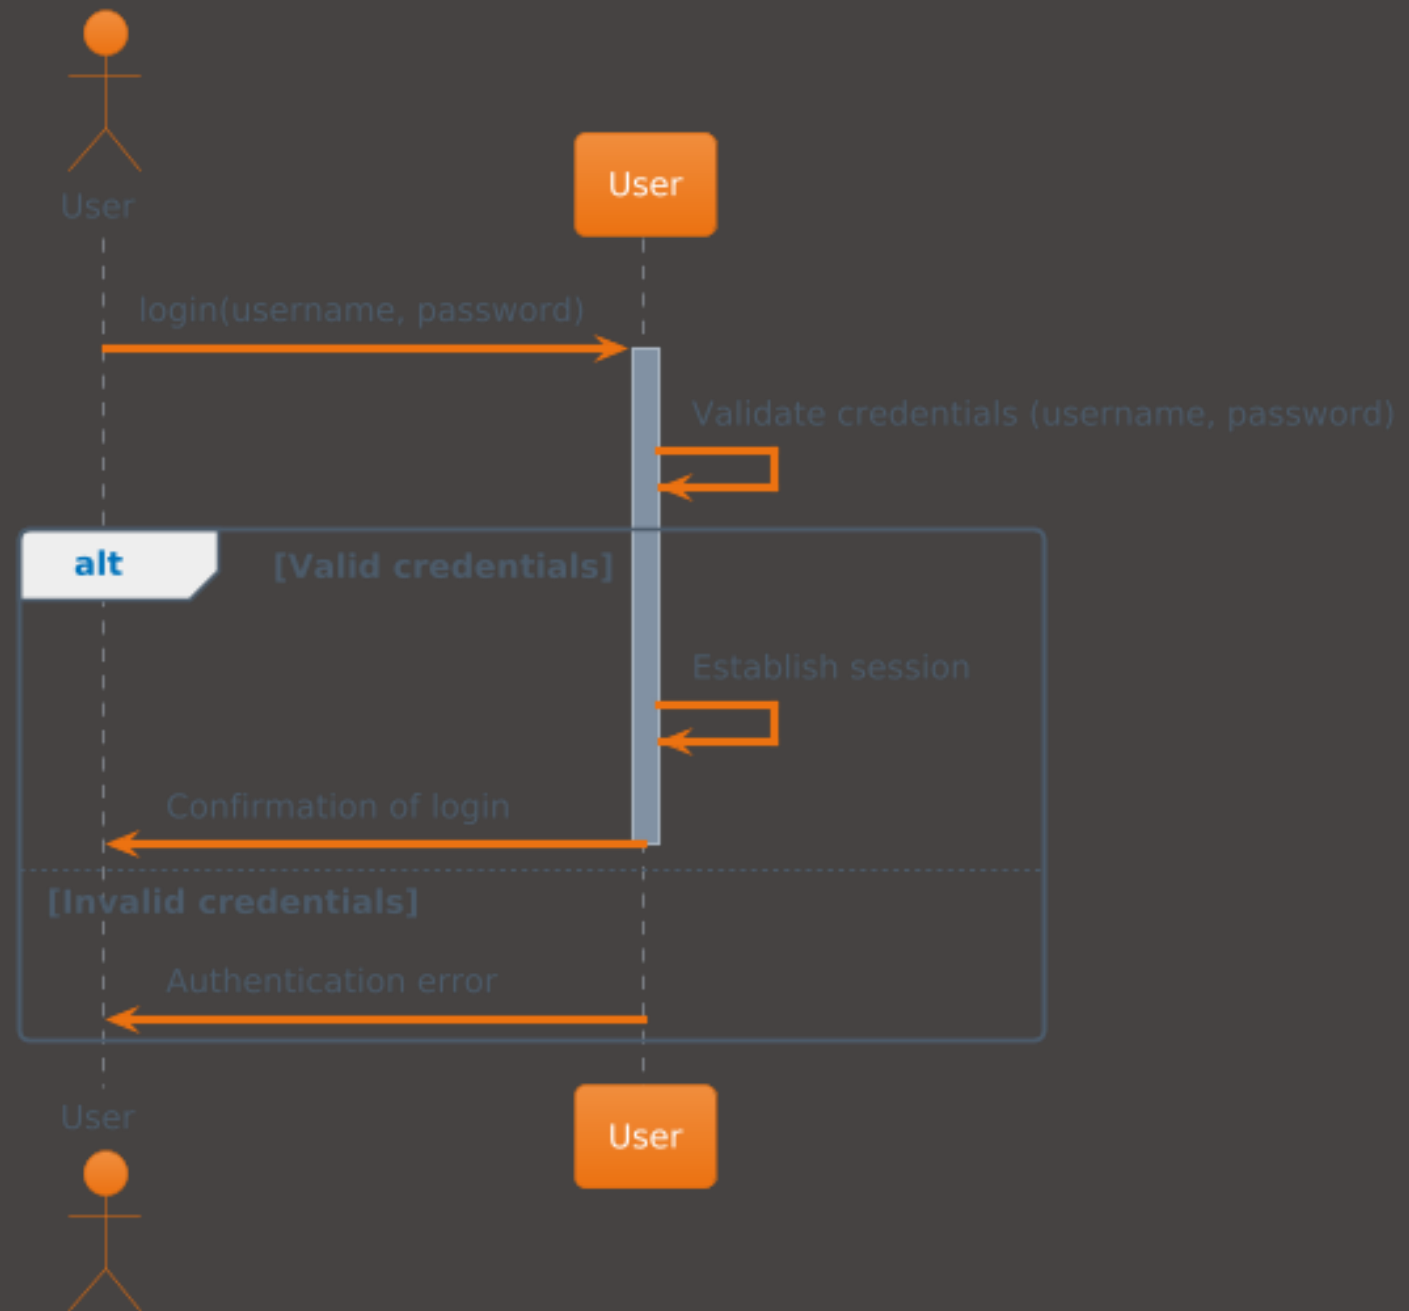 User
User
login(username, password)
Validate credentials (username, password)
alt
[Valid credentials]
Establish session
Confirmation of login
[Invalid credentials]
Authentication error
User
User